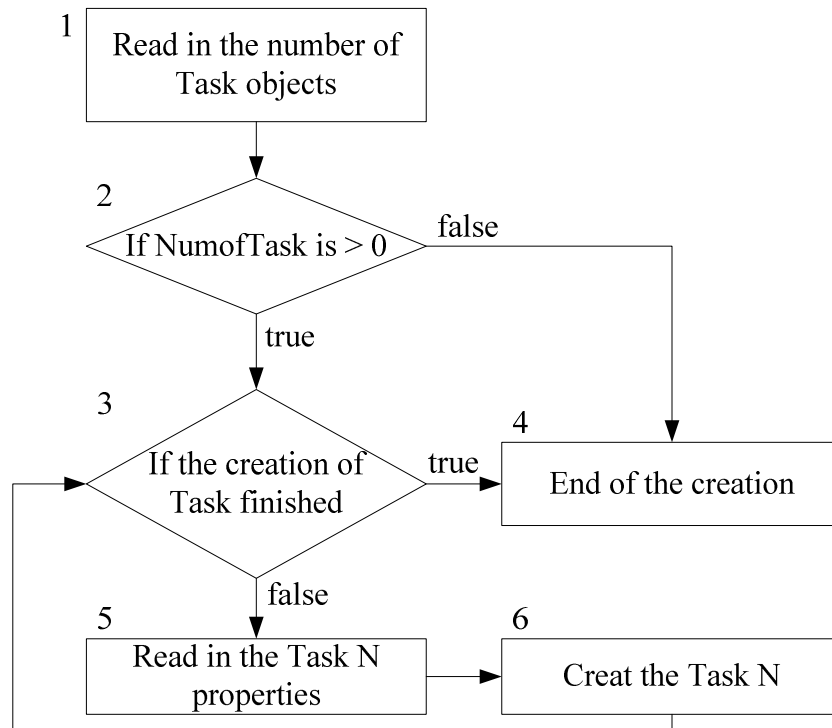 1
Read in the number of
Task objects
2
If NumofTask is > 0
false
true
3
If the creation of
Task finished
true
4
End of the creation
false
5
Read in the Task N
properties
6
Creat the Task N